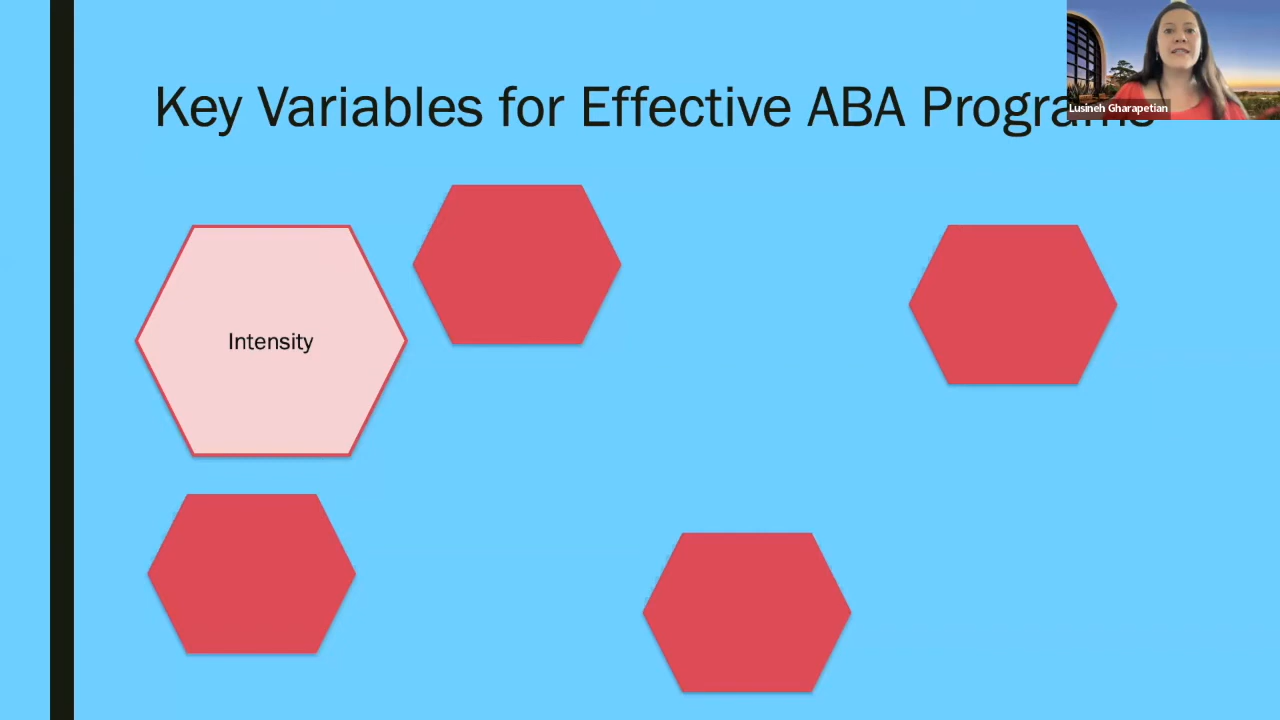 Key Variables for Effective ABA Programs
Lusineh Gharapetian
Intensity